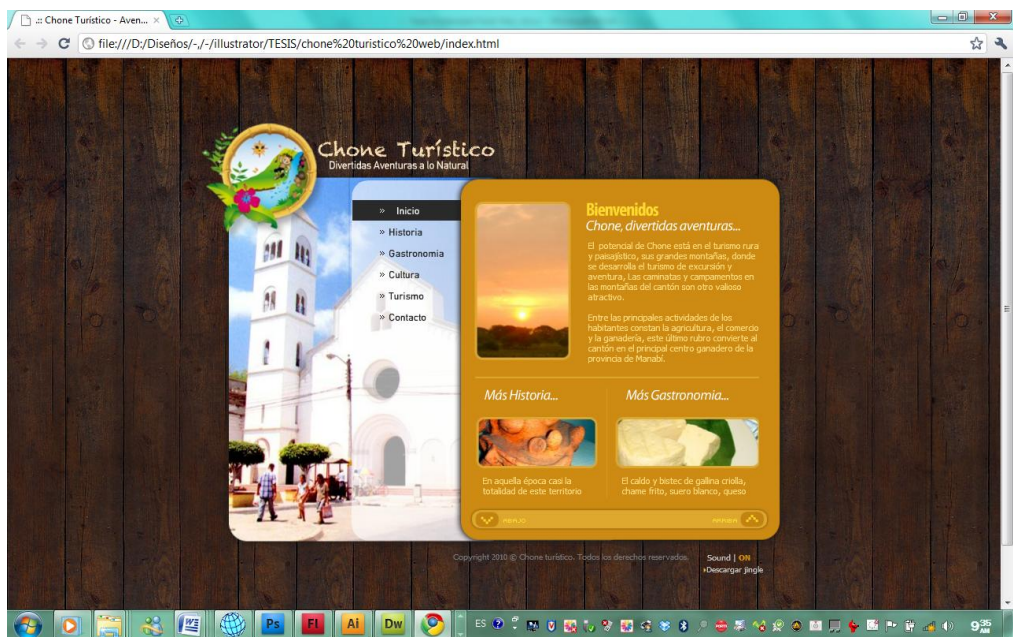 .:: Chone Turístico - Aven...
file:///D:/Diseños/-,/-/illustrator/TESIS/chone%20turistico%20web/index.html
Chone Turístico
Divertidas Aventuras a lo Natural
» Inicio
» Historia
» Gastronomia
» Cultura
» Turismo
» Contacto
Bienvenidos
Chone, divertidas aventuras...
El potencial de Chone está en el turismo rura
y paisajístico, sus grandes montañas, donde
se desarrolla el turismo de excursión y
aventura, Las caminatas y campamentos en
las montañas del cantón son otro valioso
atractivo.
Entre las principales actividades de los
habitantes constan la agricultura, el comercio
y la ganadería, este último rubro convierte al
cantón en el principal centro ganadero de la
provincia de Manabí.
Más Historia...
Más Gastronomia...
En aquella época casi la
totalidad de este territorio
El caldo y bistec de gallina criolla,
chame frito, suero blanco, queso
ABAJO
ARRIBA
Copyright 2010 © Chone turístico. Todos los derechos reservados.
Sound | ON
Descargar jingle
Ps
Fl
Ai
Dw
ES
9:35 AM